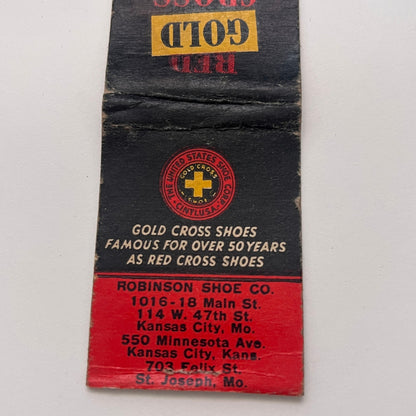 CROSS
GOLD
RED
THE UNITED STATES SHOE CORP.
GOLD CROSS
SHOE
CINTI, U.S.A.
GOLD CROSS SHOES
FAMOUS FOR OVER 50 YEARS
AS RED CROSS SHOES
ROBINSON SHOE CO.
1016-18 Main St.
114 W. 47th St.
Kansas City, Mo.
550 Minnesota Ave.
Kansas City, Kans.
703 Felix St.
St. Joseph, Mo.